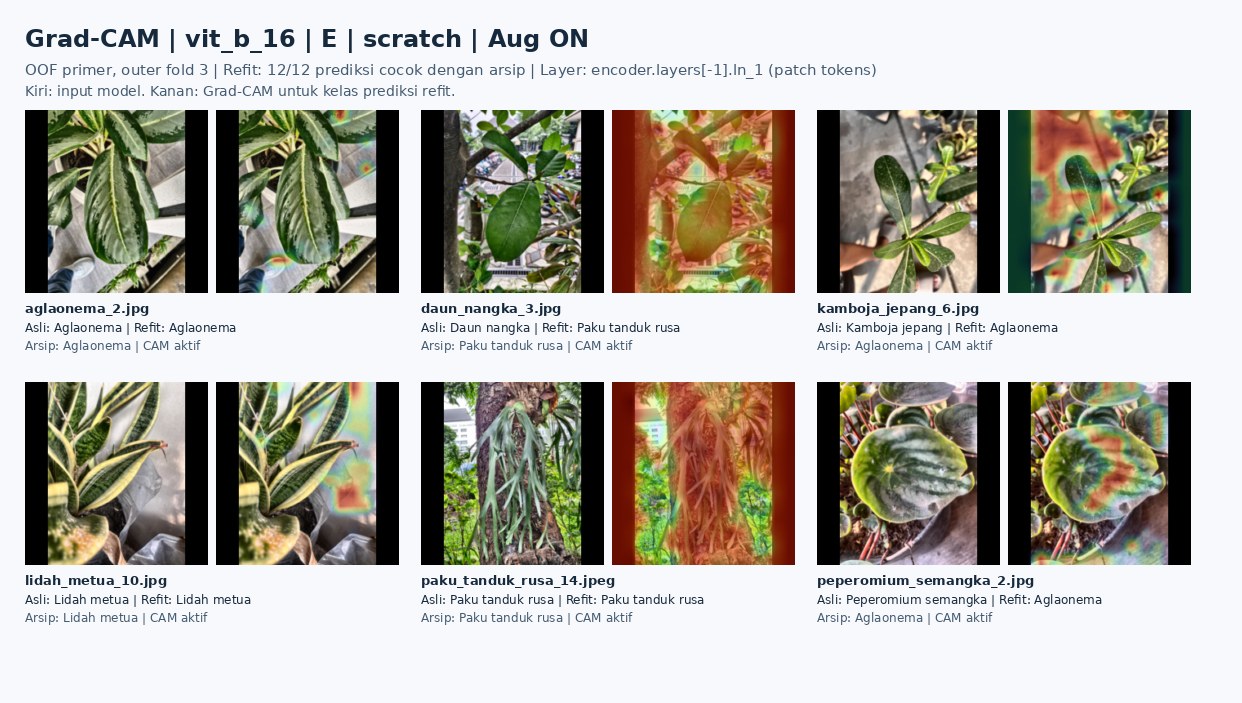 Grad-CAM | vit_b_16 | E | scratch | Aug ON
OOF primer, outer fold 3 | Refit: 12/12 prediksi cocok dengan arsip | Layer: encoder.layers[-1].ln_1 (patch tokens)
Kiri: input model. Kanan: Grad-CAM untuk kelas prediksi refit.
aglaonema_2.jpg
Asli: Aglaonema | Refit: Aglaonema
Arsip: Aglaonema | CAM aktif
daun_nangka_3.jpg
Asli: Daun nangka | Refit: Paku tanduk rusa
Arsip: Paku tanduk rusa | CAM aktif
kamboja_jepang_6.jpg
Asli: Kamboja jepang | Refit: Aglaonema
Arsip: Aglaonema | CAM aktif
lidah_metua_10.jpg
Asli: Lidah metua | Refit: Lidah metua
Arsip: Lidah metua | CAM aktif
paku_tanduk_rusa_14.jpeg
Asli: Paku tanduk rusa | Refit: Paku tanduk rusa
Arsip: Paku tanduk rusa | CAM aktif
peperomium_semangka_2.jpg
Asli: Peperomium semangka | Refit: Aglaonema
Arsip: Aglaonema | CAM aktif